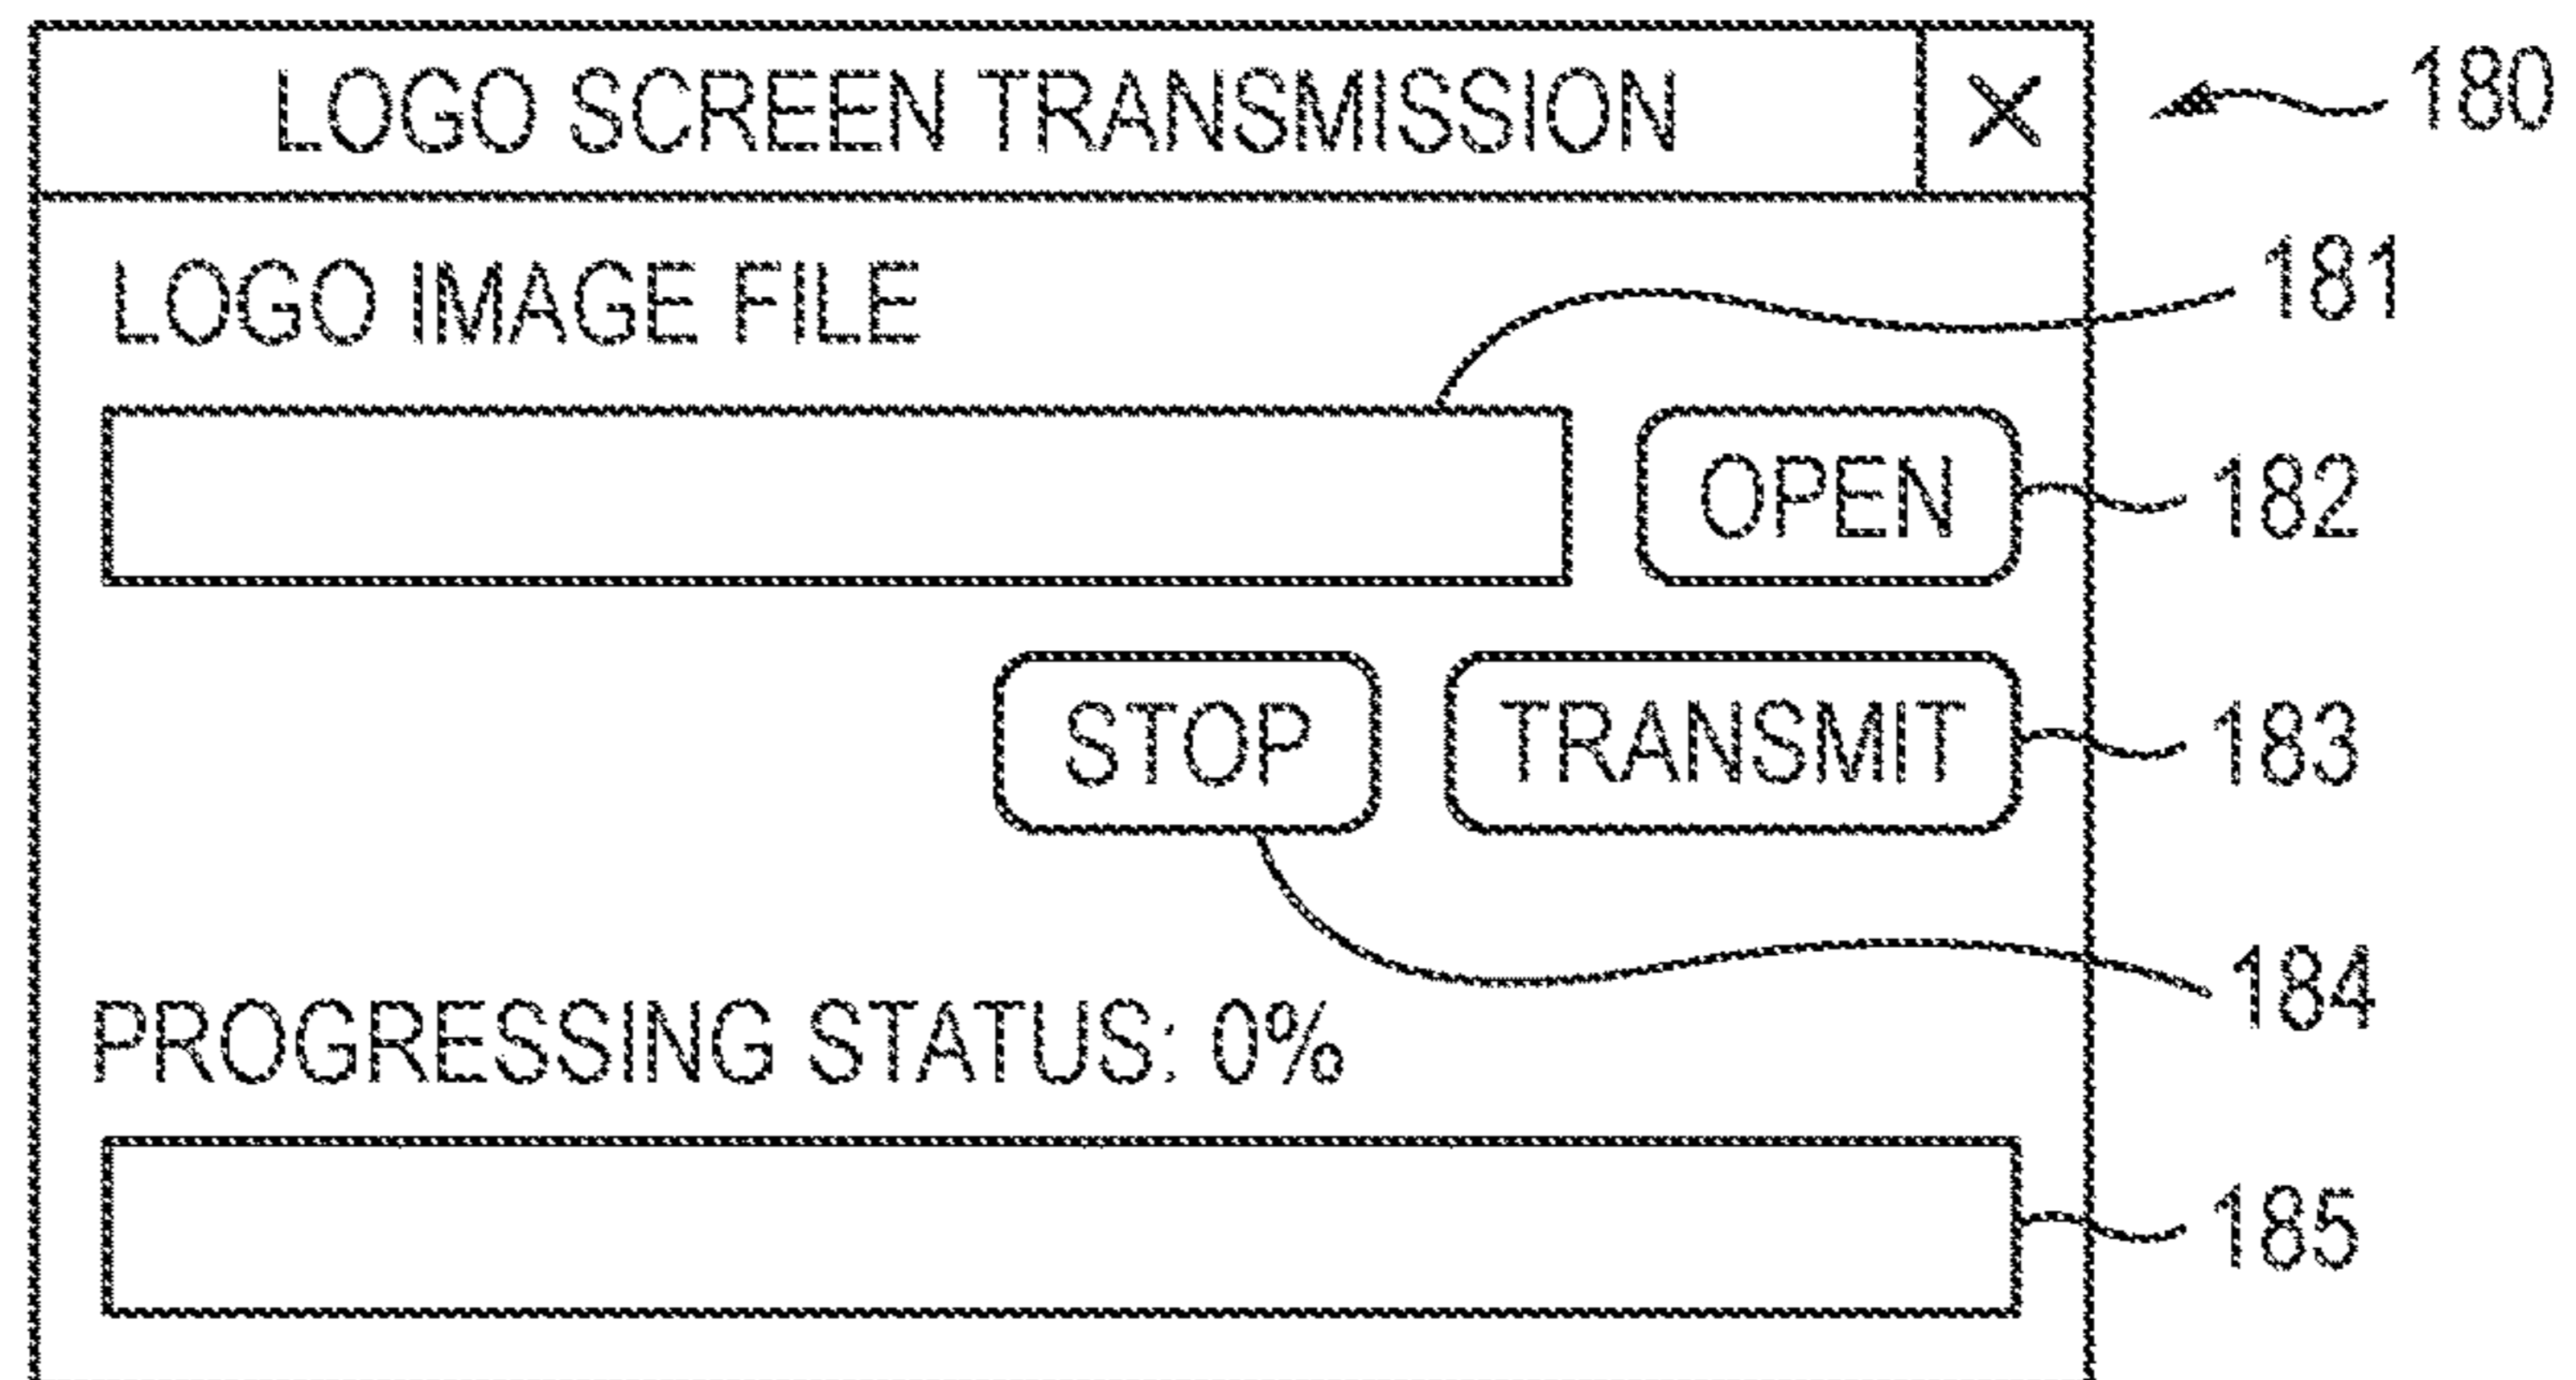 LOGO SCREEN TRANSMISSION X 180
LOGO IMAGE FILE 181
OPEN 182
STOP TRANSMIT 183
184
PROGRESSING STATUS: 0%
185